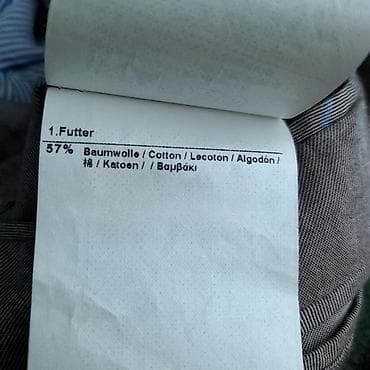 1.Futter
57% Baumwolle / Cotton / Lecoton / Algodón /
棉 / Katoen / / Βαμβάκι